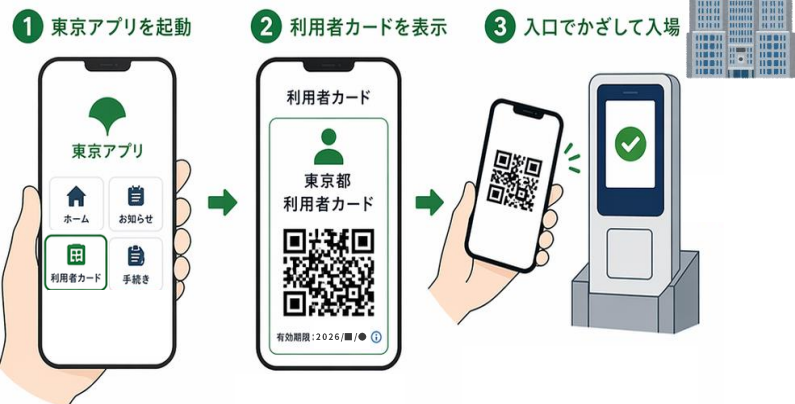 1 東京アプリを起動
2 利用者カードを表示
3 入口でかざして入場
東京アプリ
ホーム
お知らせ
利用者カード
手続き
利用者カード
東京都
利用者カード
有効期限:2026/■/● ⓘ